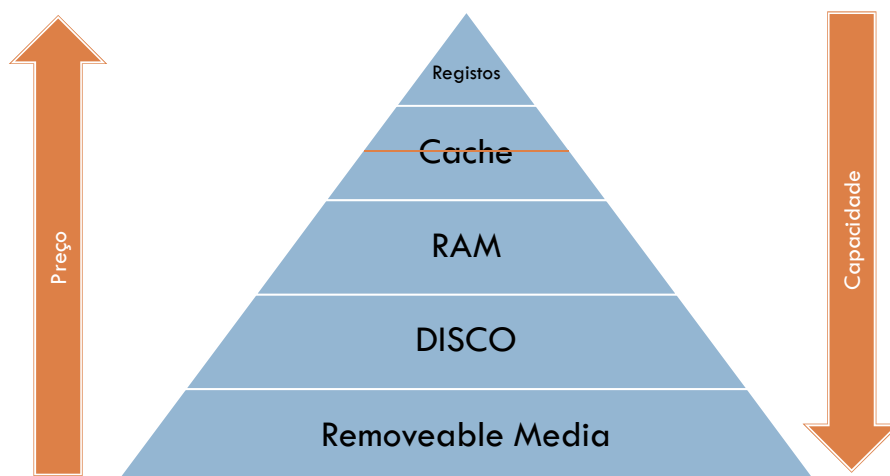 Registos
Cache
RAM
DISCO
Removeable Media
Preço
Capacidade